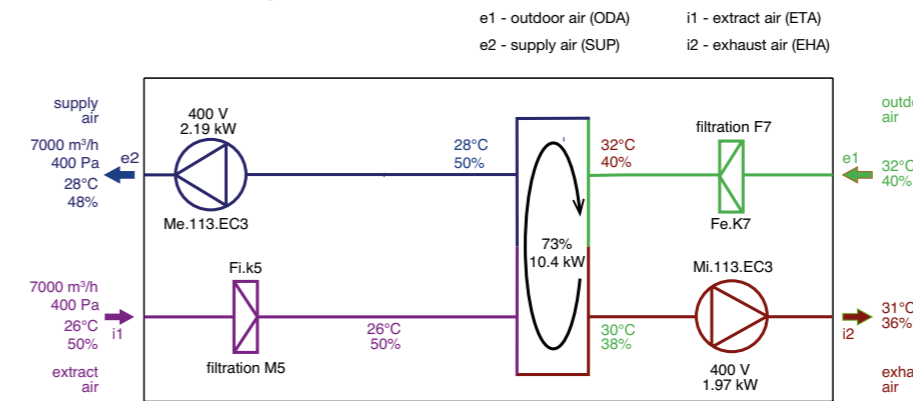 e1 - outdoor air (ODA)
i1 - extract air (ETA)
e2 - supply air (SUP)
i2 - exhaust air (EHA)
supply
air
7000 m³/h
400 Pa
28°C
48%
e2
400 V
2.19 kW
Me.113.EC3
28°C
50%
32°C
40%
filtration F7
Fe.K7
e1
air
32°C
40%
73%
10.4 kW
7000 m³/h
400 Pa
26°C
50%
i1
extract
air
Fi.k5
filtration M5
26°C
50%
30°C
38%
Mi.113.EC3
400 V
1.97 kW
i2
31°C
36%
air